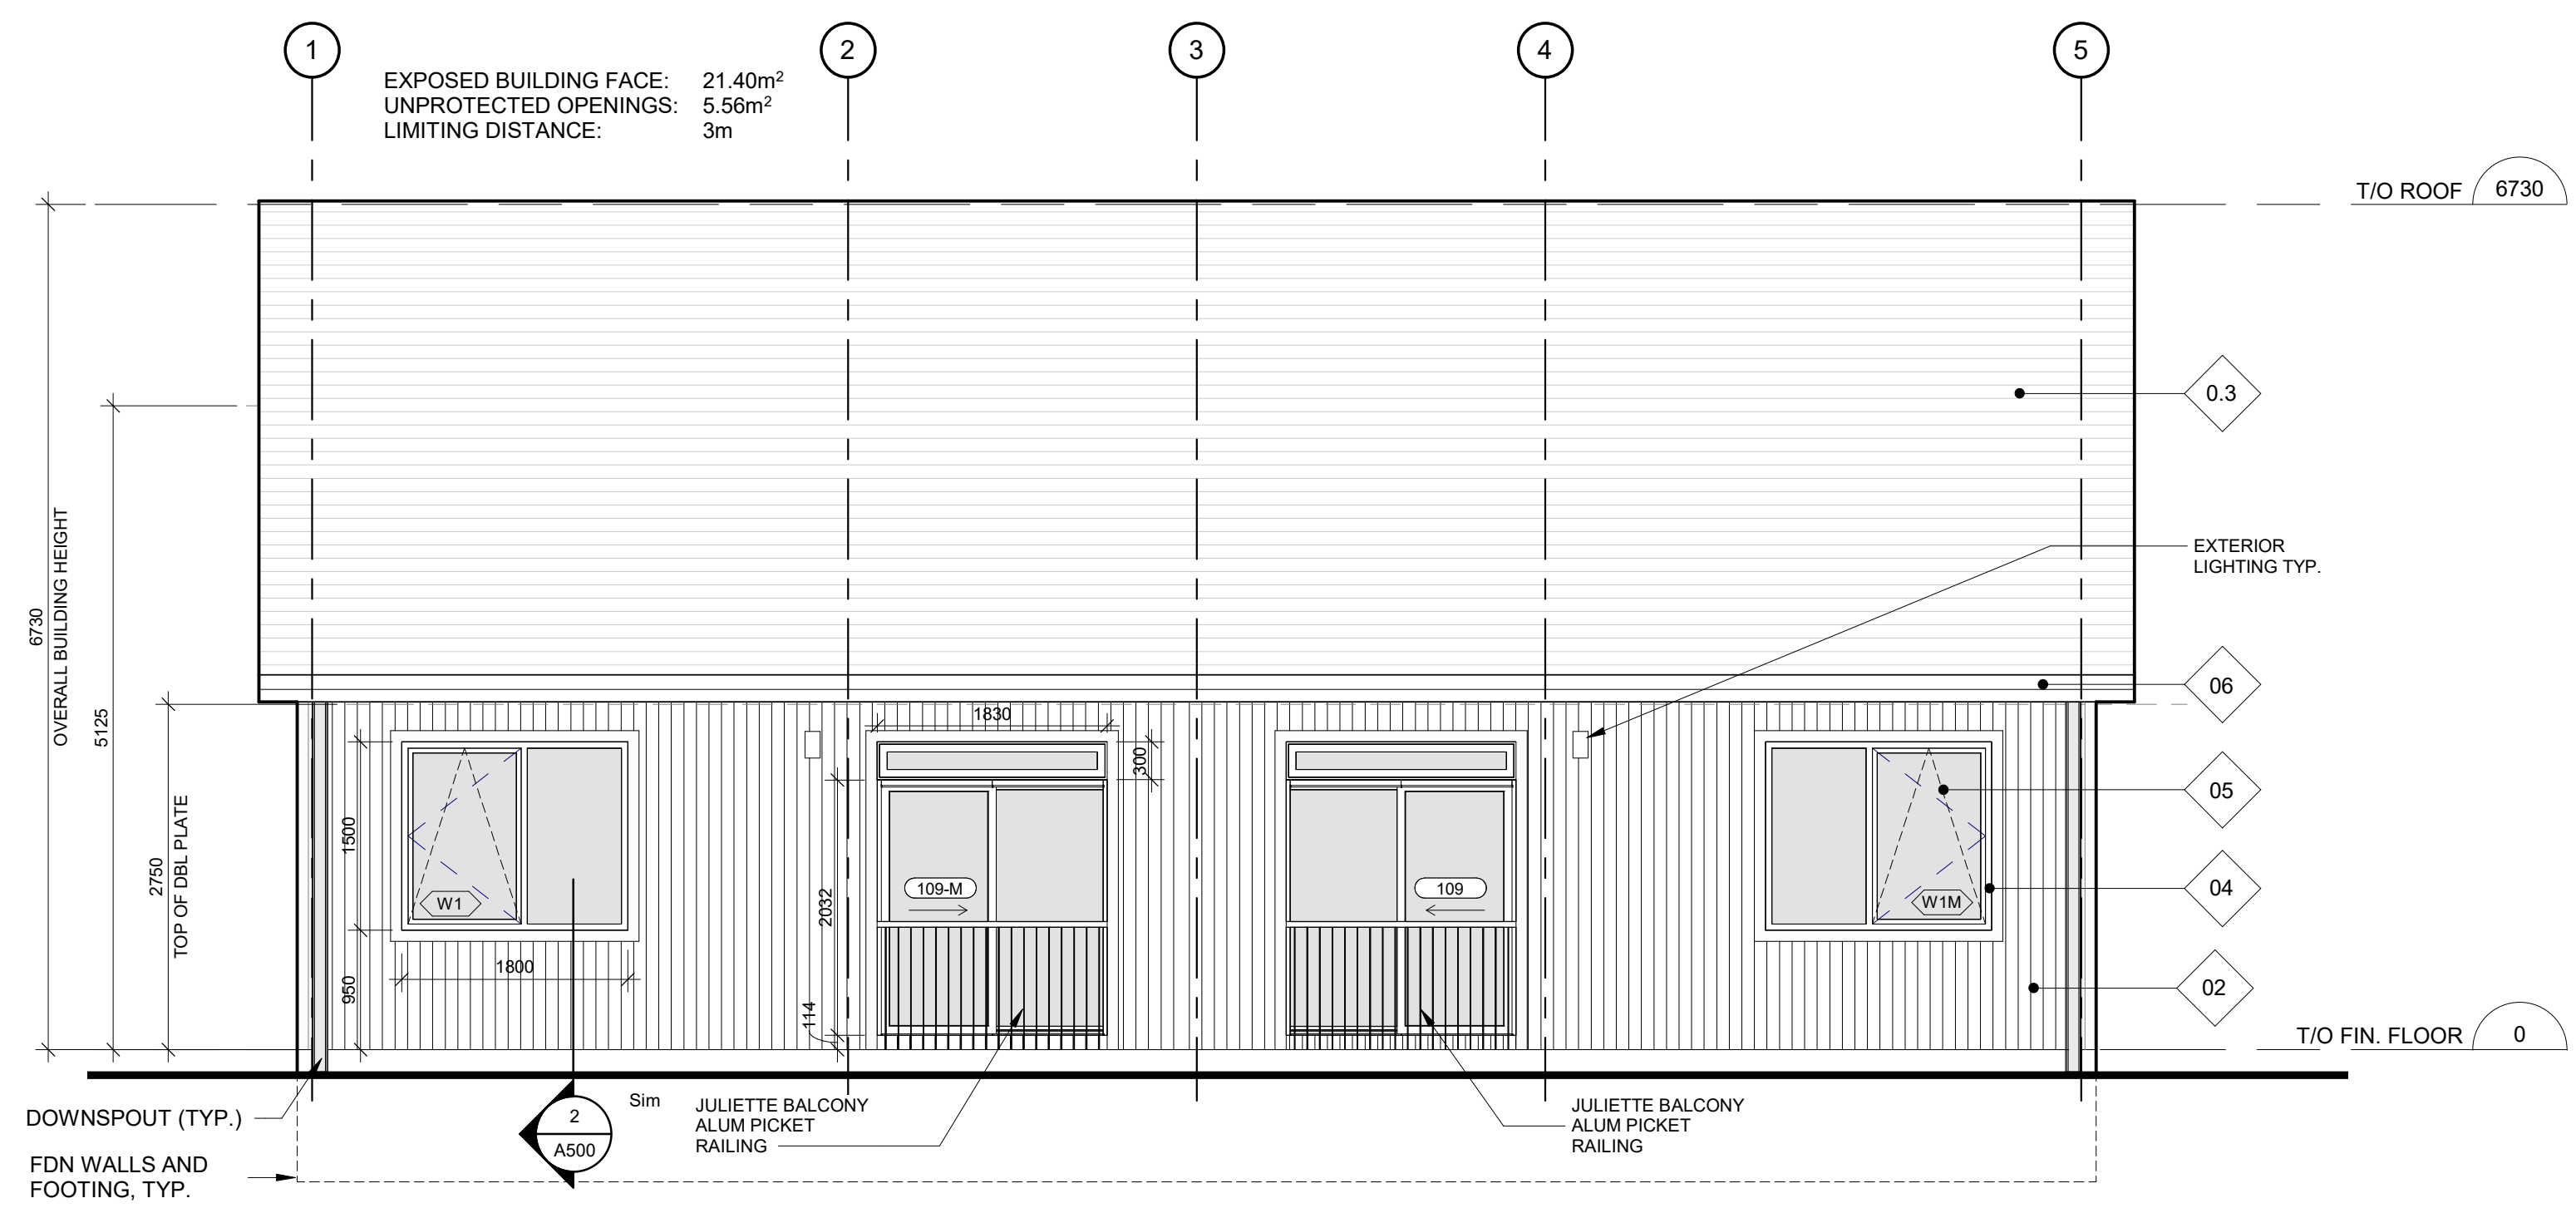 1
2
3
4
5
EXPOSED BUILDING FACE: 21.40m²
UNPROTECTED OPENINGS: 5.56m²
LIMITING DISTANCE: 3m
T/O ROOF 6730
0.3
EXTERIOR
LIGHTING TYP.
06
05
04
02
T/O FIN. FLOOR 0
6730
OVERALL BUILDING HEIGHT
5125
2750
TOP OF DBL PLATE
1500
950
1800
W1
1830
300
2032
114
109-M
109
W1M
DOWNSPOUT (TYP.)
FDN WALLS AND
FOOTING, TYP.
2
A500
Sim
JULIETTE BALCONY
ALUM PICKET
RAILING
JULIETTE BALCONY
ALUM PICKET
RAILING